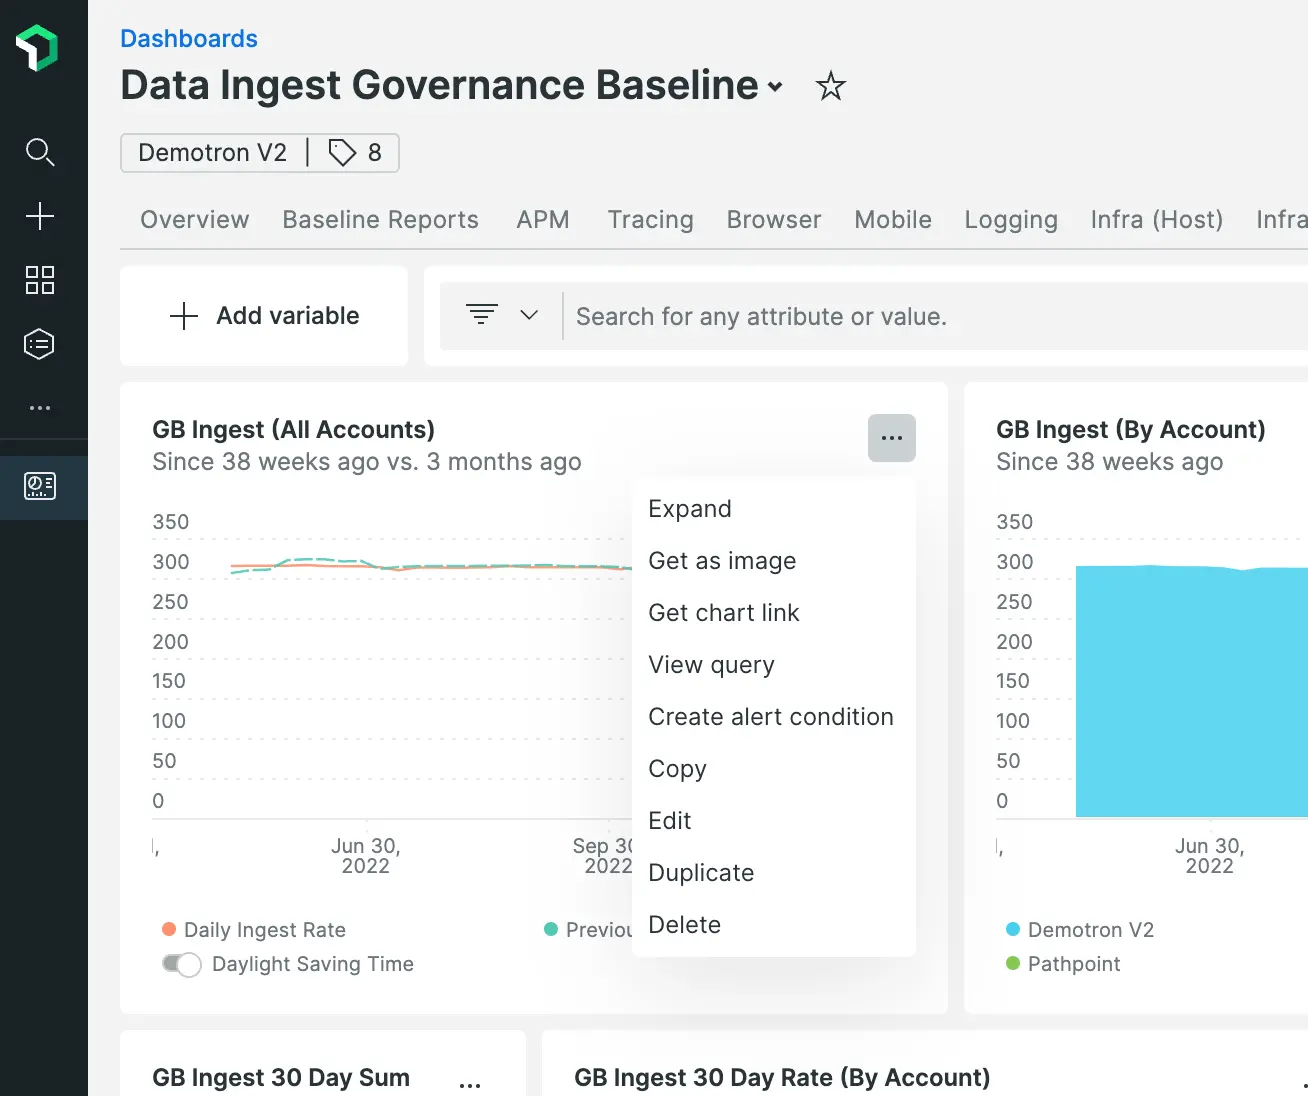 Dashboards
Data Ingest Governance Baseline
Demotron V2 | 8
Overview Baseline Reports APM Tracing Browser Mobile Logging Infra (Host) Infra
Add variable
Search for any attribute or value.
GB Ingest (All Accounts)
Since 38 weeks ago vs. 3 months ago
350
300
250
200
150
100
50
0
Jun 30,
2022
Sep 30
2022
Daily Ingest Rate
Daylight Saving Time
Expand
Get as image
Get chart link
View query
Create alert condition
Copy
Edit
Duplicate
Delete
GB Ingest (By Account)
Since 38 weeks ago
350
300
250
200
150
100
50
0
Jun 30,
2022
Demotron V2
Pathpoint
GB Ingest 30 Day Sum
GB Ingest 30 Day Rate (By Account)